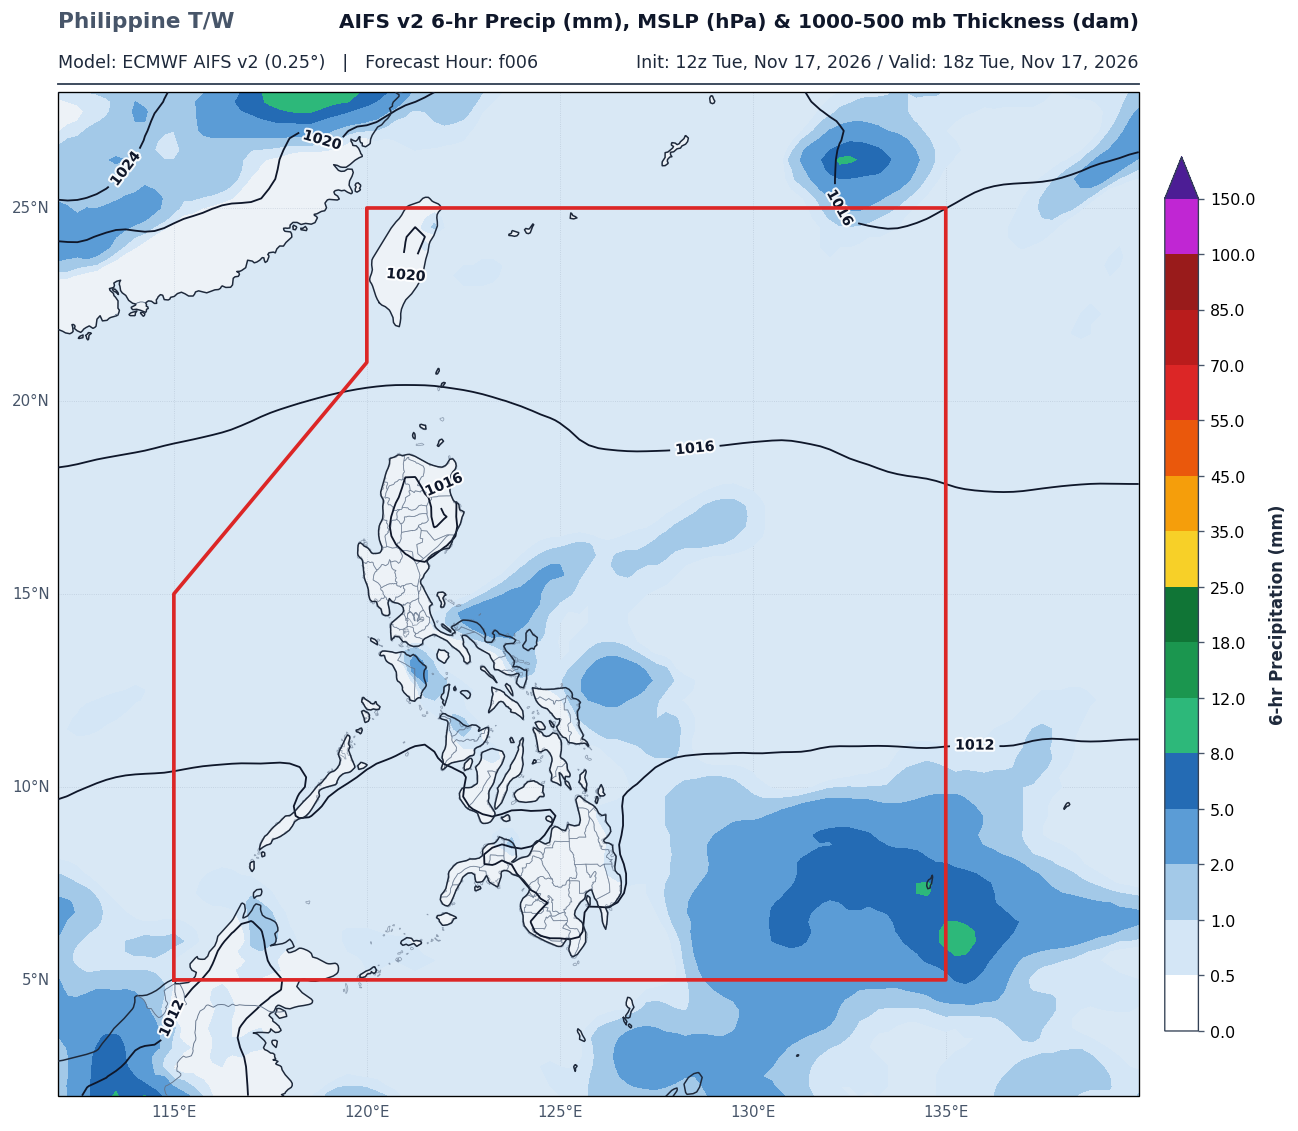 Philippine T/W
AIFS v2 6-hr Precip (mm), MSLP (hPa) & 1000-500 mb Thickness (dam)
Model: ECMWF AIFS v2 (0.25°) | Forecast Hour: f006
Init: 12z Tue, Nov 17, 2026 / Valid: 18z Tue, Nov 17, 2026
1020
1024
1016
25°N
1020
20°N
1016
1016
15°N
1012
10°N
5°N
1012
115°E
120°E
125°E
130°E
135°E
150.0
100.0
85.0
70.0
55.0
45.0
35.0
25.0
18.0
12.0
8.0
5.0
2.0
1.0
0.5
0.0
6-hr Precipitation (mm)